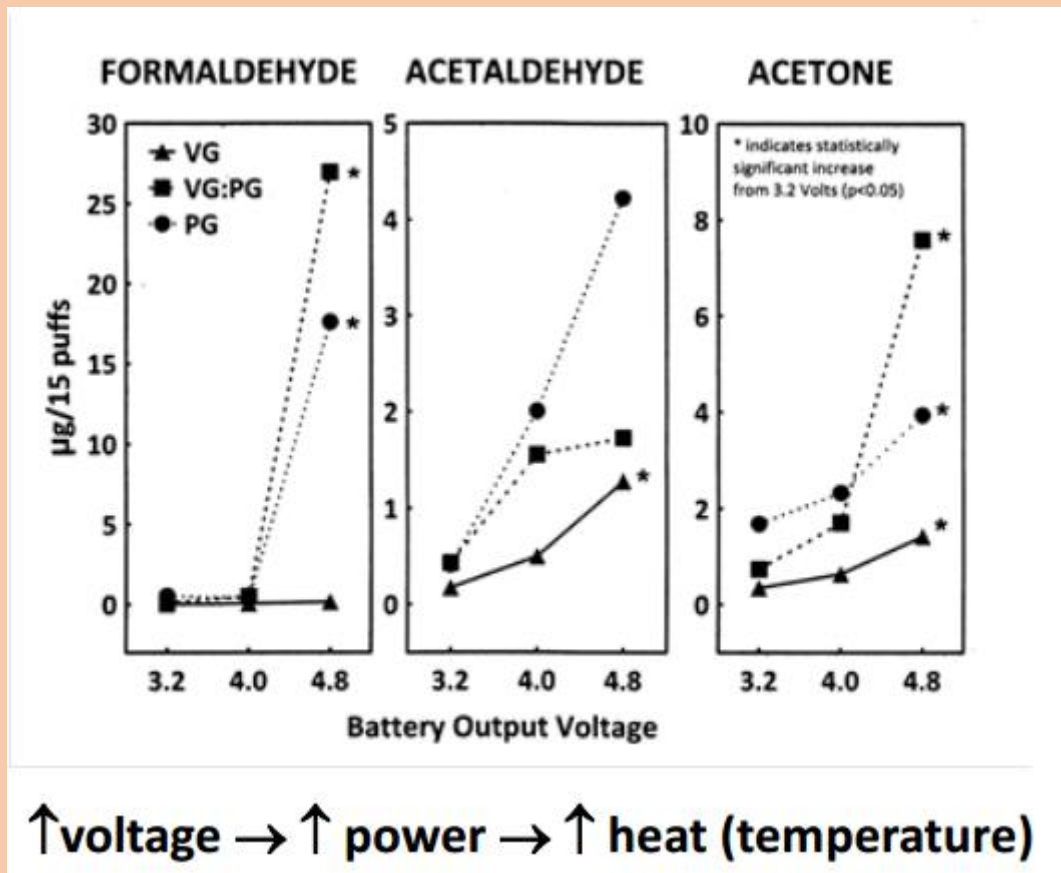 FORMALDEHYDE
ACETALDEHYDE
ACETONE
30
25
20
15
10
5
0
VG
VG:PG
PG
*
*
5
4
3
2
1
0
*
10
8
6
4
2
0
* indicates statistically
significant increase
from 3.2 Volts (p<0.05)
*
*
*
µg/15 puffs
3.2 4.0 4.8
3.2 4.0 4.8
3.2 4.0 4.8
Battery Output Voltage
↑voltage → ↑ power → ↑ heat (temperature)